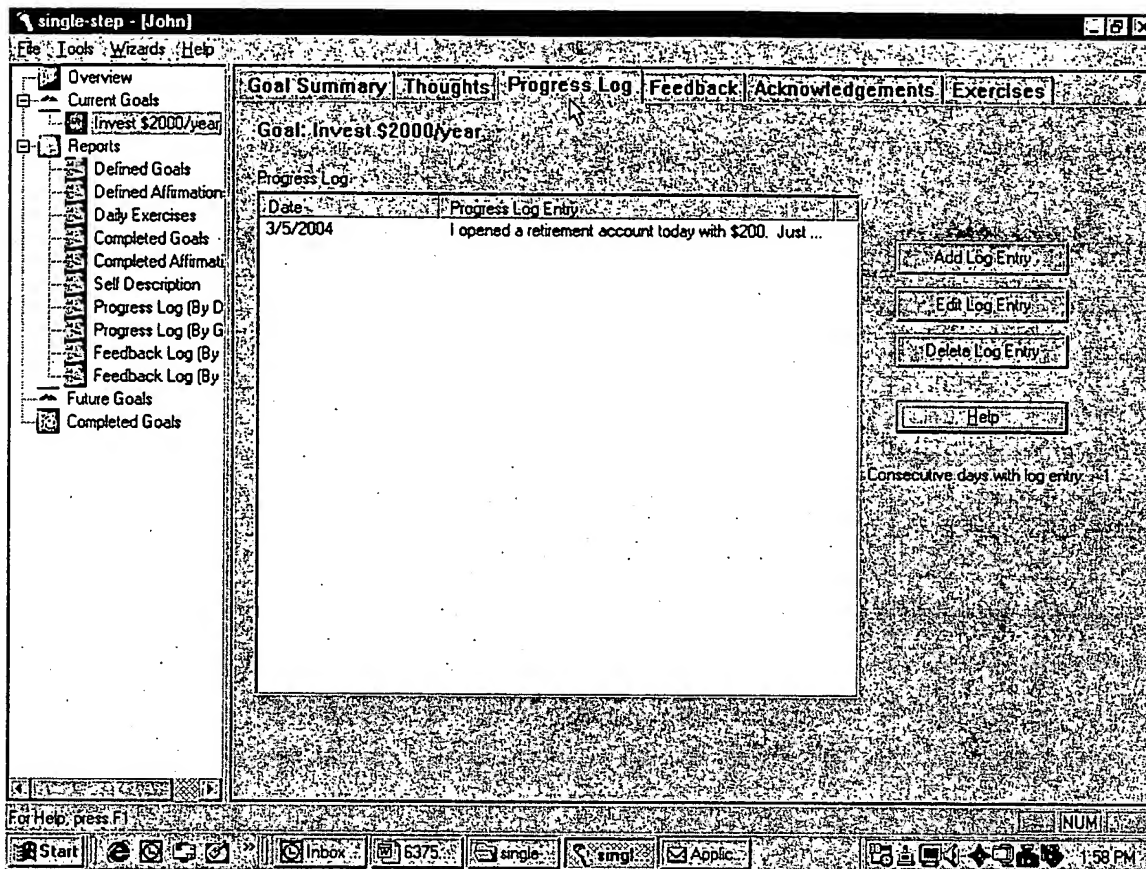 single-step - [John]
File Tools Wizards Help
Overview
Current Goals
Invest $2000/year
Reports
Defined Goals
Defined Affirmation
Daily Exercises
Completed Goals
Completed Affirmati
Self Description
Progress Log (By D
Progress Log (By G
Feedback Log (By
Feedback Log (By
Future Goals
Completed Goals
Goal Summary Thoughts Progress Log Feedback Acknowledgements Exercises
Goal: Invest $2000/year
Progress Log:
Date Progress Log Entry
3/5/2004 I opened a retirement account today with $200. Just ...
Add Log Entry
Edit Log Entry
Delete Log Entry
Help
Consecutive days with log entry: 1
For Help, press F1
NUM
Start » Inbox - 6375. single- singl Applic... 1:58 PM